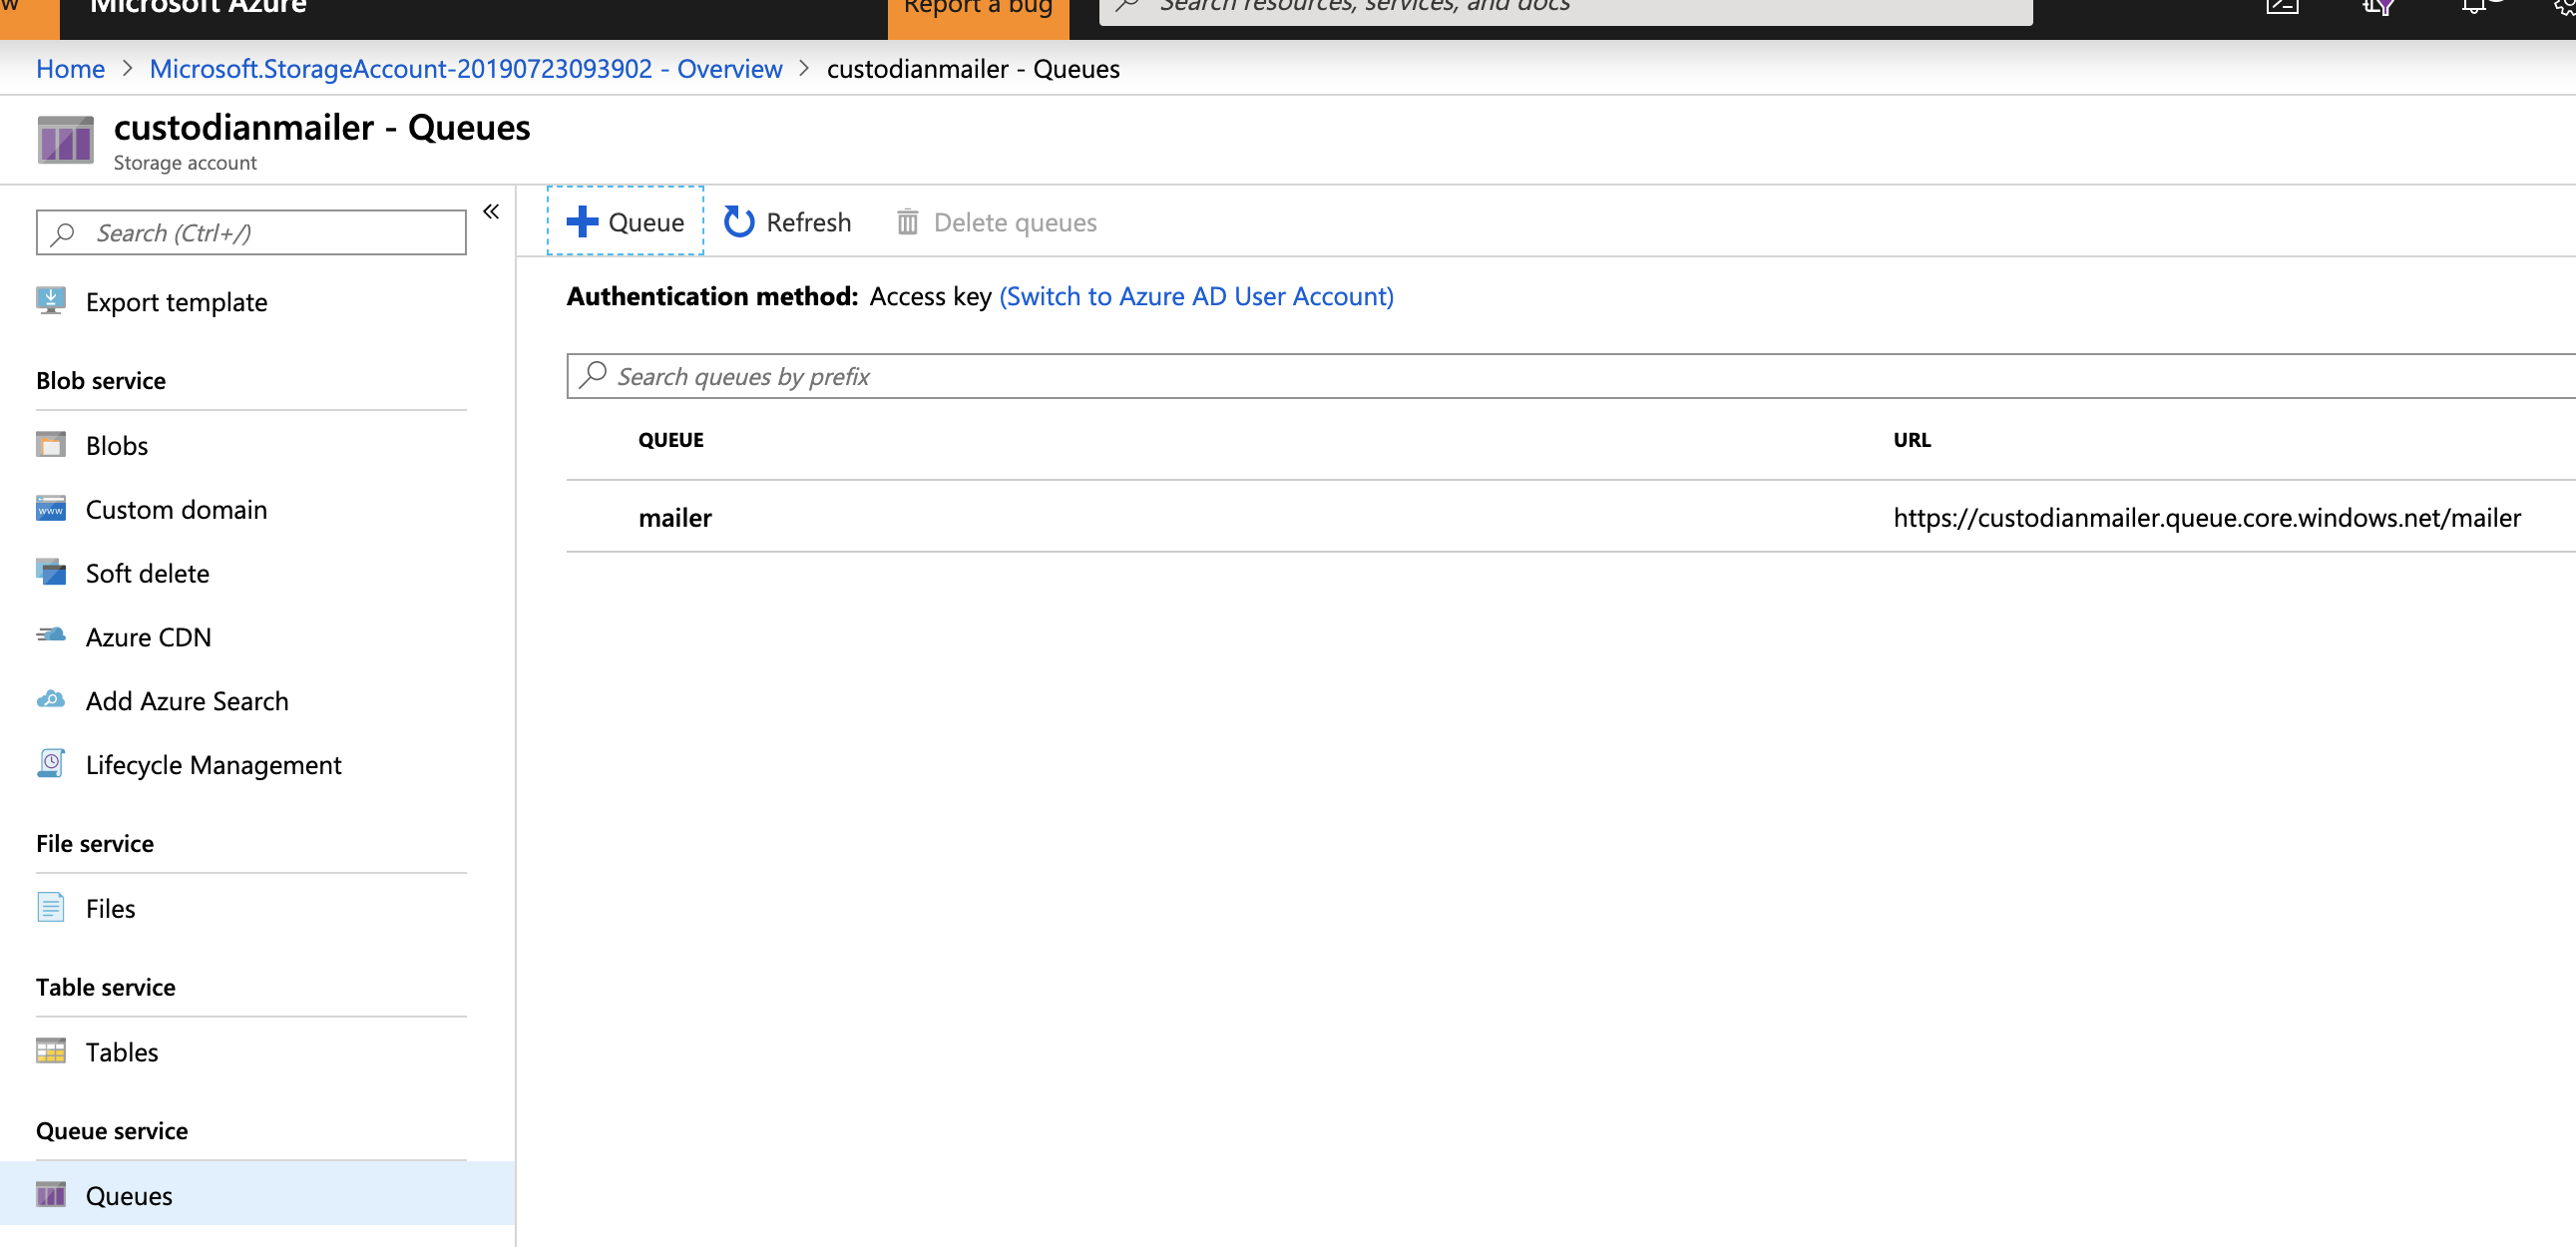 Microsoft Azure
Report a bug
Search resources, services, and docs
Home > Microsoft.StorageAccount-20190723093902 - Overview > custodianmailer - Queues
custodianmailer - Queues
Storage account
Search (Ctrl+/)
«
Export template
Blob service
Blobs
www
Custom domain
Soft delete
Azure CDN
Add Azure Search
Lifecycle Management
File service
Files
Table service
Tables
Queue service
Queues
Queue
Refresh
Delete queues
Authentication method: Access key (Switch to Azure AD User Account)
Search queues by prefix
QUEUE URL
mailer https://custodianmailer.queue.core.windows.net/mailer